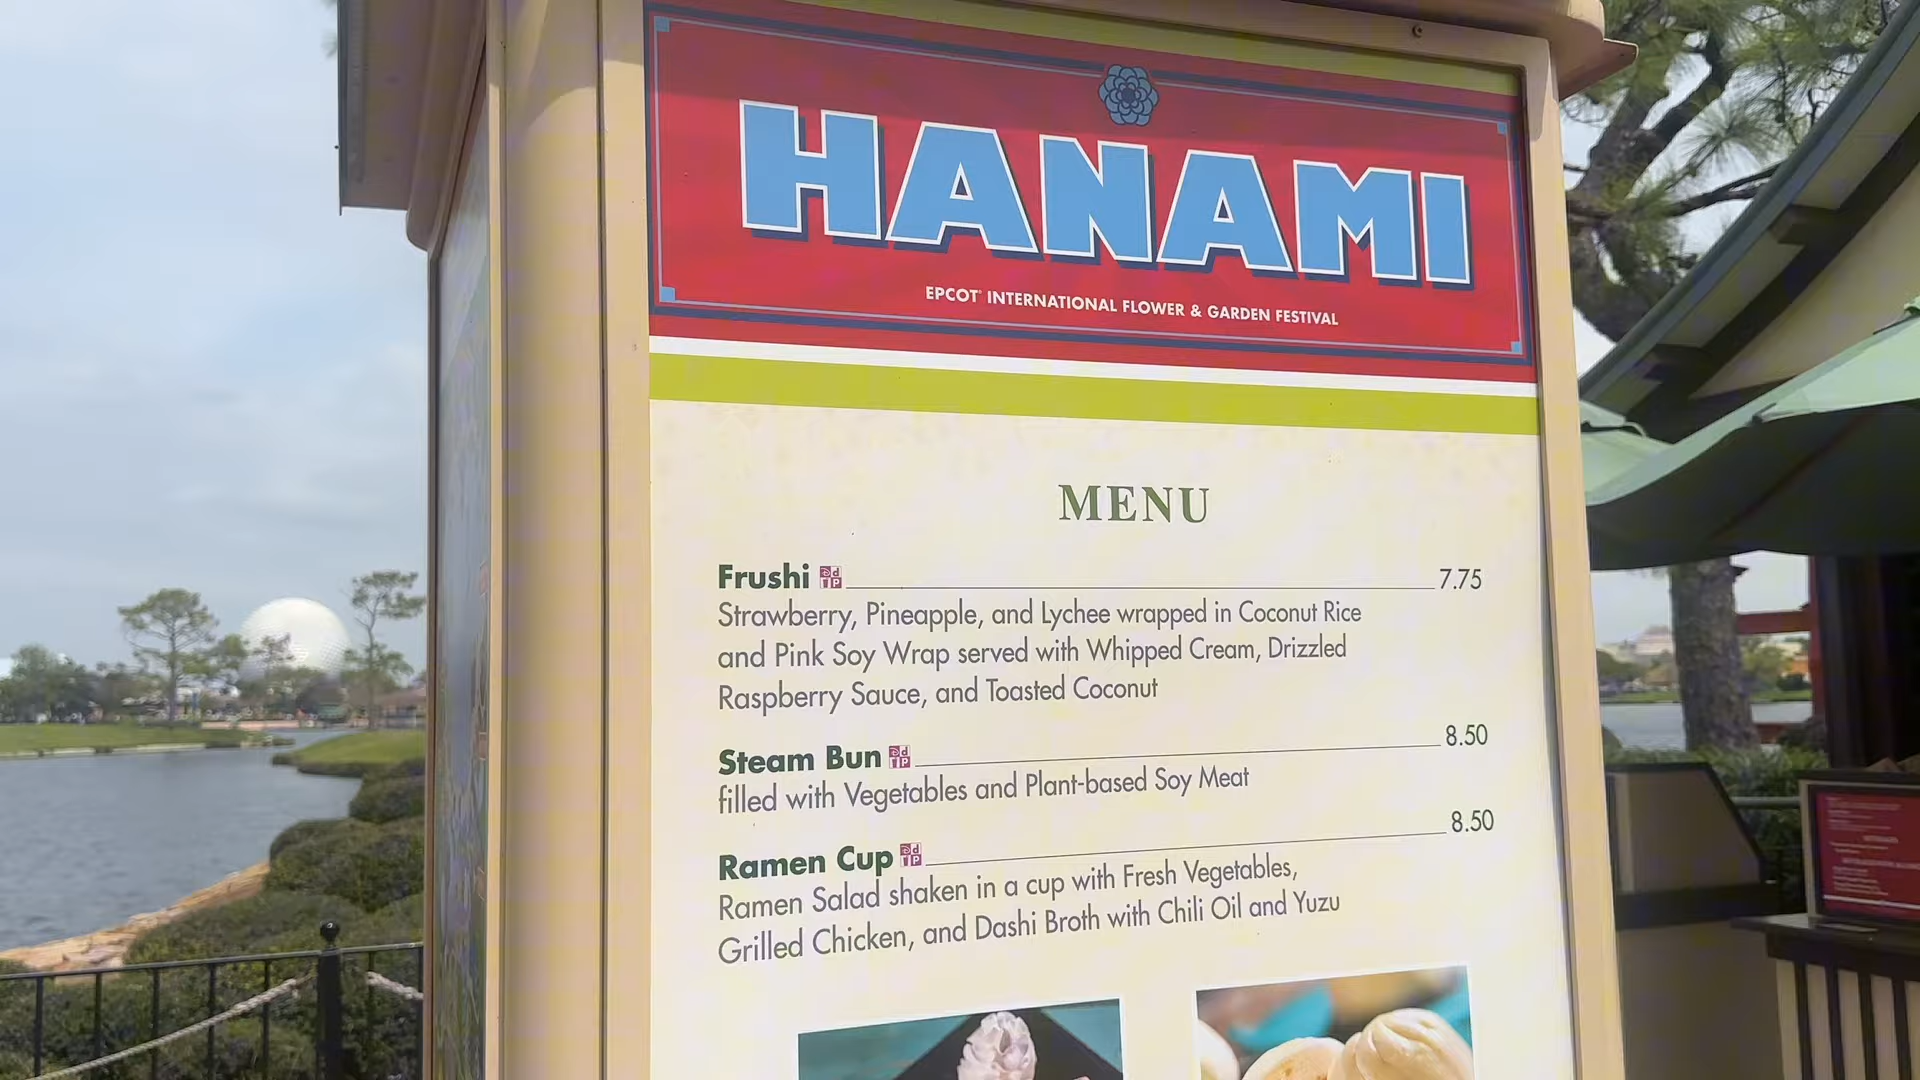 HANAMI
EPCOT® INTERNATIONAL FLOWER & GARDEN FESTIVAL
MENU
Frushi 7.75
Strawberry, Pineapple, and Lychee wrapped in Coconut Rice
and Pink Soy Wrap served with Whipped Cream, Drizzled
Raspberry Sauce, and Toasted Coconut
Steam Bun 8.50
filled with Vegetables and Plant-based Soy Meat
Ramen Cup 8.50
Ramen Salad shaken in a cup with Fresh Vegetables,
Grilled Chicken, and Dashi Broth with Chili Oil and Yuzu